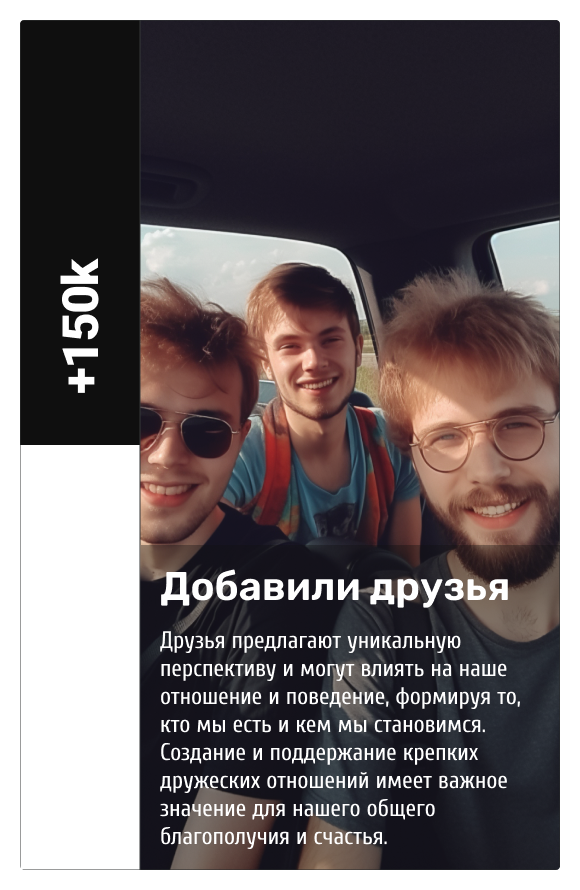 +150k
Добавили друзья
Друзья предлагают уникальную
перспективу и могут влиять на наше
отношение и поведение, формируя то,
кто мы есть и кем мы становимся.
Создание и поддержание крепких
дружеских отношений имеет важное
значение для нашего общего
благополучия и счастья.